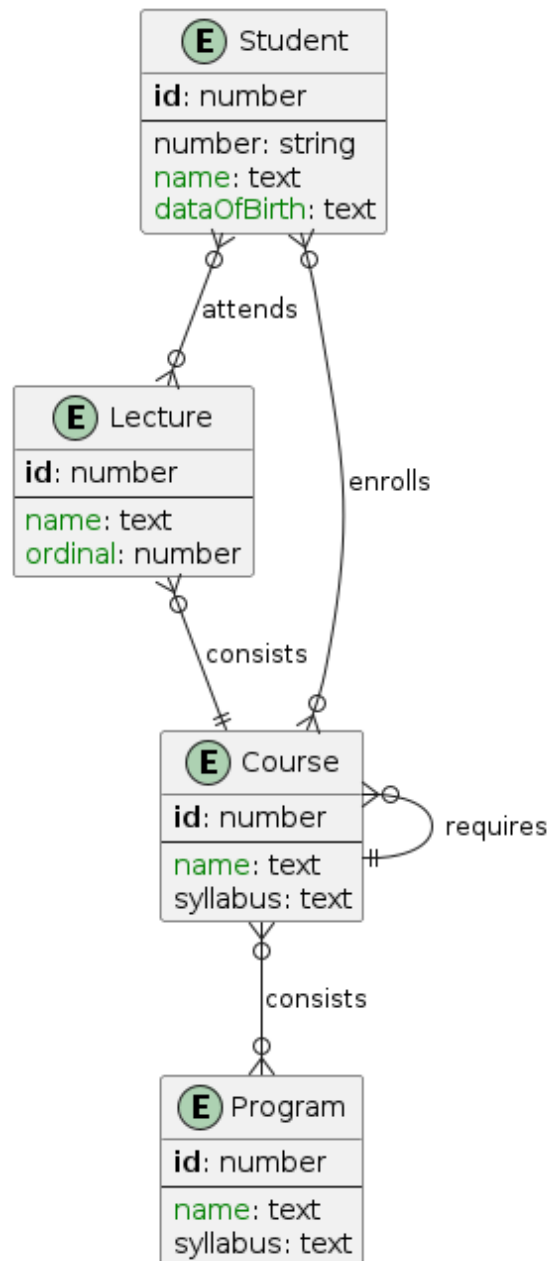 E Student
id: number
number: string
name: text
dataOfBirth: text
attends
E Lecture
id: number
name: text
ordinal: number
enrolls
consists
E Course
id: number
name: text
syllabus: text
requires
consists
E Program
id: number
name: text
syllabus: text